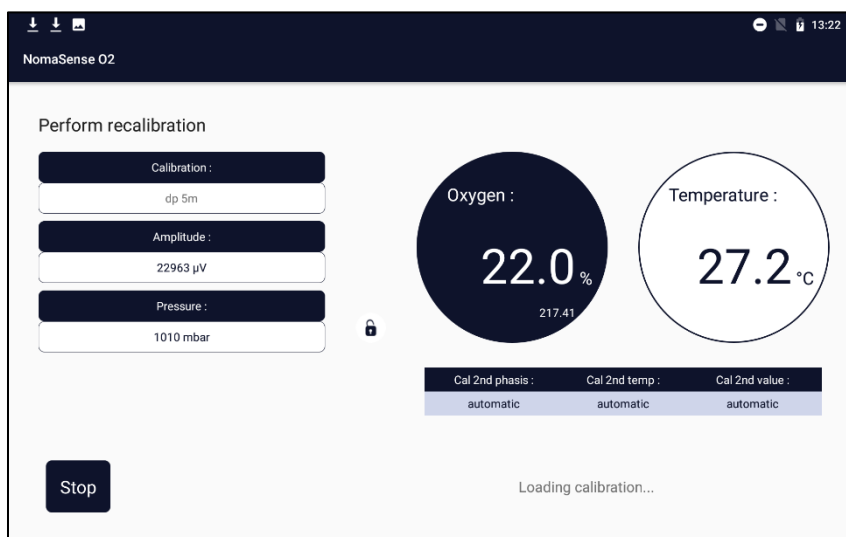 13:22
NomaSense O2
Perform recalibration
Calibration :
dp 5m
Amplitude :
22963 µV
Pressure :
1010 mbar
Oxygen :
22.0 %
217.41
Temperature :
27.2 °C
Cal 2nd phasis : Cal 2nd temp : Cal 2nd value :
automatic automatic automatic
Stop
Loading calibration...